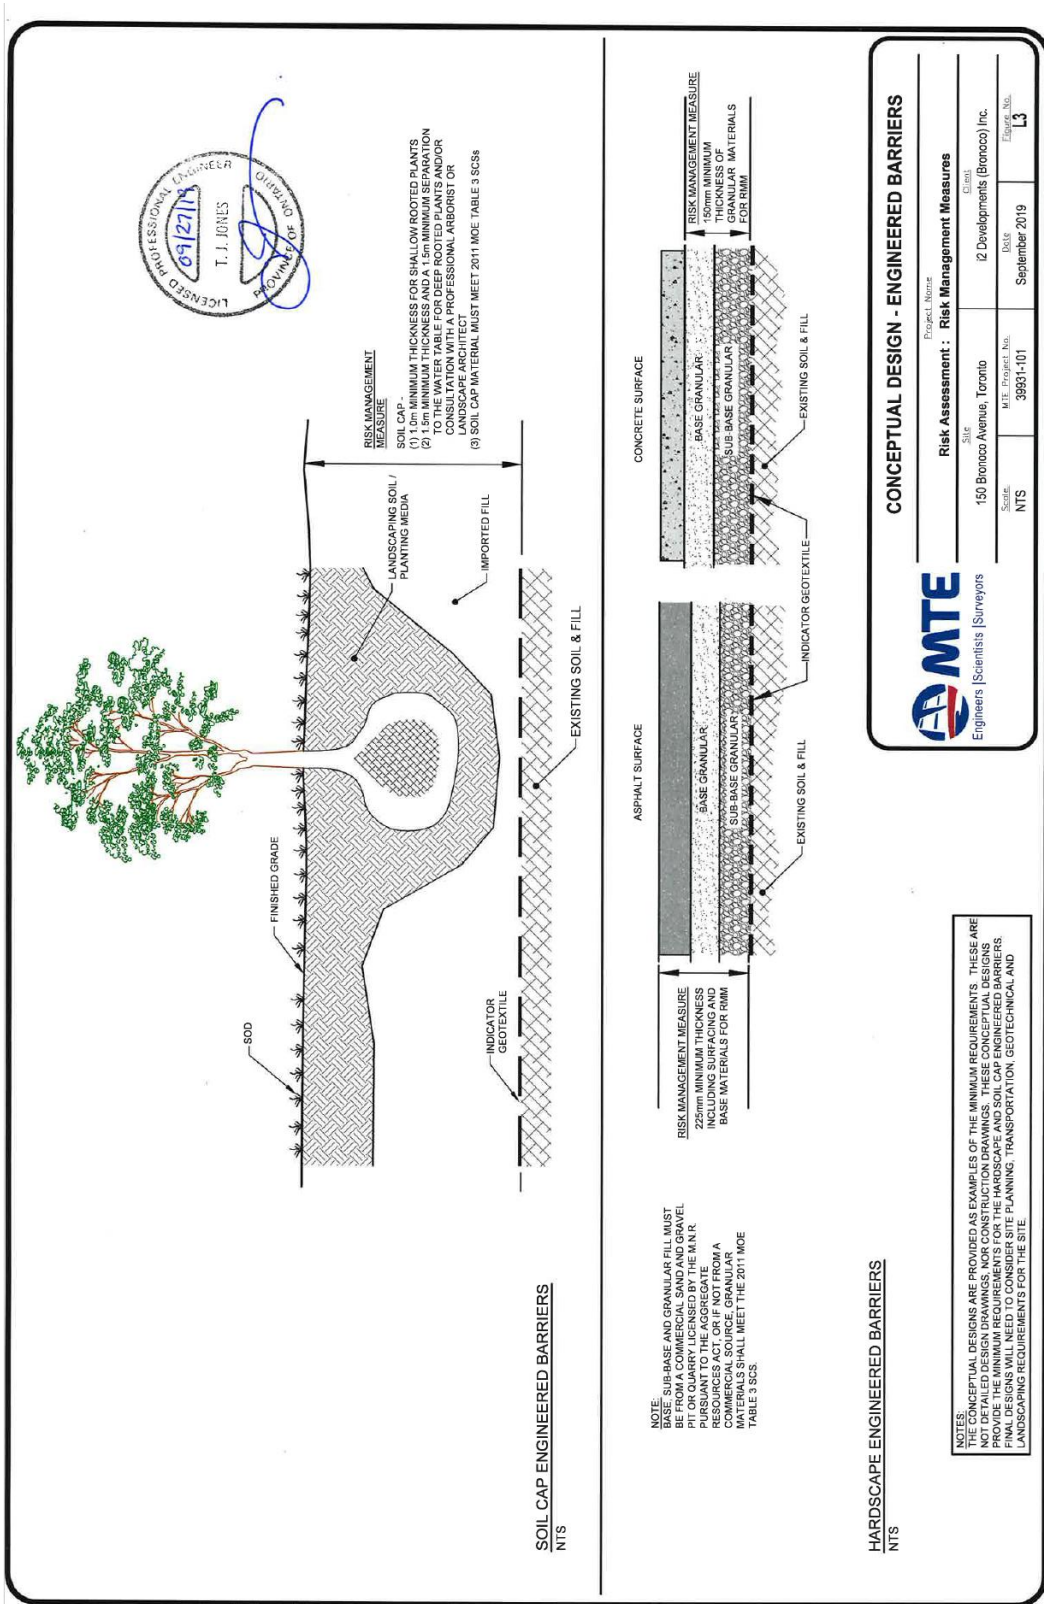 LICENSED PROFESSIONAL ENGINEER
09/27/19
T. J. JONES
PROVINCE OF ONTARIO
RISK MANAGEMENT
MEASURE
SOIL CAP -
(1) 1.0m MINIMUM THICKNESS FOR SHALLOW ROOTED PLANTS
(2) 1.5m MINIMUM THICKNESS AND A 1.5m MINIMUM SEPARATION
TO THE WATER TABLE FOR DEEP ROOTED PLANTS AND/OR
CONSULTATION WITH A PROFESSIONAL ARBORIST OR
LANDSCAPE ARCHITECT
(3) SOIL CAP MATERIAL MUST MEET 2011 MOE TABLE 3 SCSs
SOD
FINISHED GRADE
LANDSCAPING SOIL /
PLANTING MEDIA
IMPORTED FILL
INDICATOR
GEOTEXTILE
EXISTING SOIL & FILL
SOIL CAP ENGINEERED BARRIERS
NTS
NOTE:
BASE, SUB-BASE AND GRANULAR FILL MUST
BE FROM A COMMERCIAL SAND AND GRAVEL
PIT OR QUARRY LICENSED BY THE M.N.R.
PURSUANT TO THE AGGREGATE
RESOURCES ACT, OR IF NOT FROM A
COMMERCIAL SOURCE, GRANULAR
MATERIALS SHALL MEET THE 2011 MOE
TABLE 3 SCS.
RISK MANAGEMENT MEASURE
225mm MINIMUM THICKNESS
INCLUDING SURFACING AND
BASE MATERIALS FOR RMM
ASPHALT SURFACE
BASE GRANULAR
SUB-BASE GRANULAR
EXISTING SOIL & FILL
INDICATOR GEOTEXTILE
CONCRETE SURFACE
BASE GRANULAR
SUB-BASE GRANULAR
EXISTING SOIL & FILL
RISK MANAGEMENT MEASURE
150mm MINIMUM
THICKNESS OF
GRANULAR MATERIALS
FOR RMM
HARDSCAPE ENGINEERED BARRIERS
NTS
NOTES:
THE CONCEPTUAL DESIGNS ARE PROVIDED AS EXAMPLES OF THE MINIMUM REQUIREMENTS. THESE ARE
NOT DETAILED DESIGN DRAWINGS, NOR CONSTRUCTION DRAWINGS. THESE CONCEPTUAL DESIGNS
PROVIDE THE MINIMUM REQUIREMENTS FOR THE HARDSCAPE AND SOIL CAP ENGINEERED BARRIERS.
FINAL DESIGNS WILL NEED TO CONSIDER SITE PLANNING, TRANSPORTATION, GEOTECHNICAL AND
LANDSCAPING REQUIREMENTS FOR THE SITE.
MTE
Engineers | Scientists | Surveyors
CONCEPTUAL DESIGN - ENGINEERED BARRIERS
Project Name
Risk Assessment : Risk Management Measures
Site
150 Bronoco Avenue, Toronto
Client
i2 Developments (Bronoco) Inc.
Scale
NTS
MTE Project No.
39931-101
Date
September 2019
Figure No.
L3